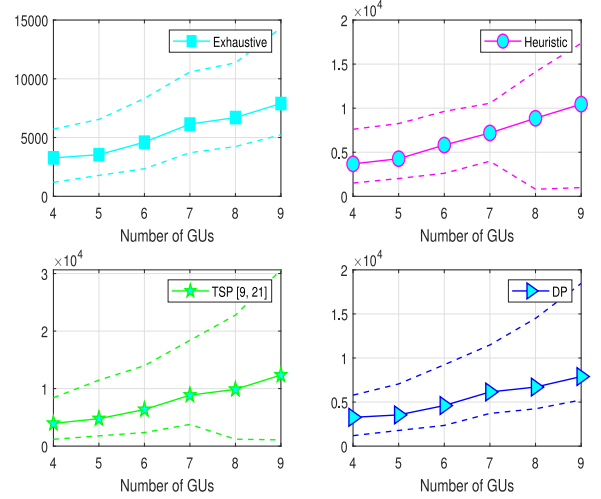 15000
10000
5000
0
Exhaustive
4 5 6 7 8 9
Number of GUs
×10^4
2
1.5
1
0.5
0
Heuristic
4 5 6 7 8 9
Number of GUs
×10^4
3
2
1
0
TSP [9, 21]
4 5 6 7 8 9
Number of GUs
×10^4
2
1.5
1
0.5
0
DP
4 5 6 7 8 9
Number of GUs